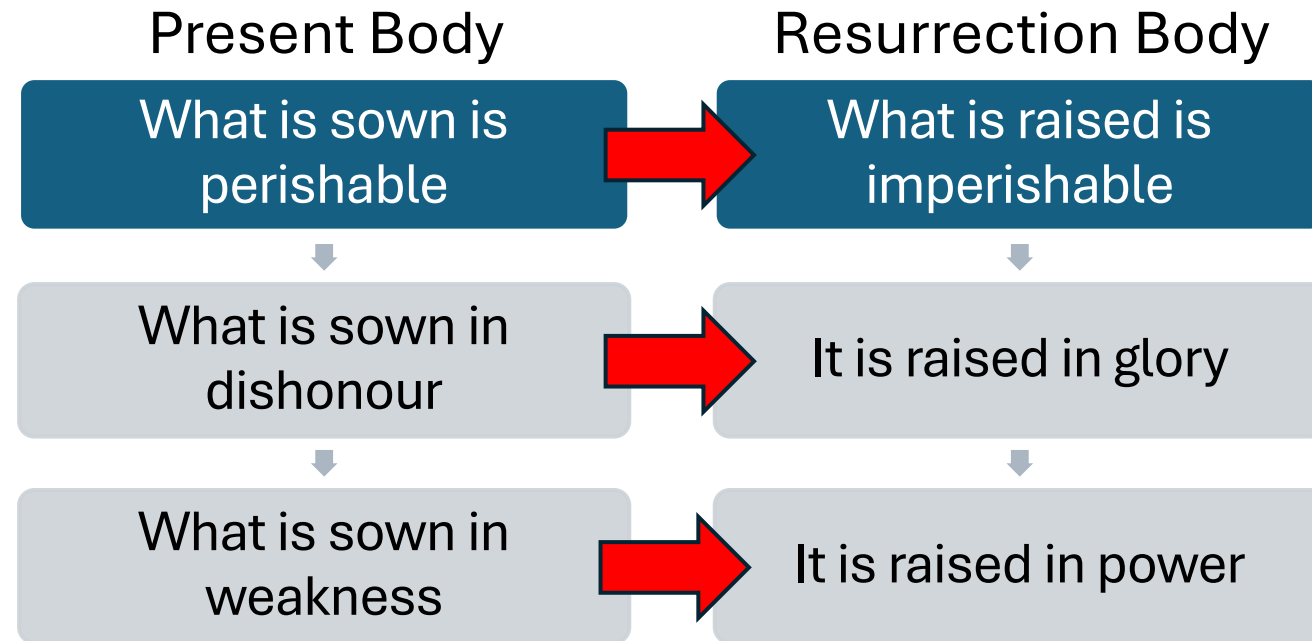 Present Body
Resurrection Body
What is sown is
perishable
What is raised is
imperishable
What is sown in
dishonour
It is raised in glory
What is sown in
weakness
It is raised in power